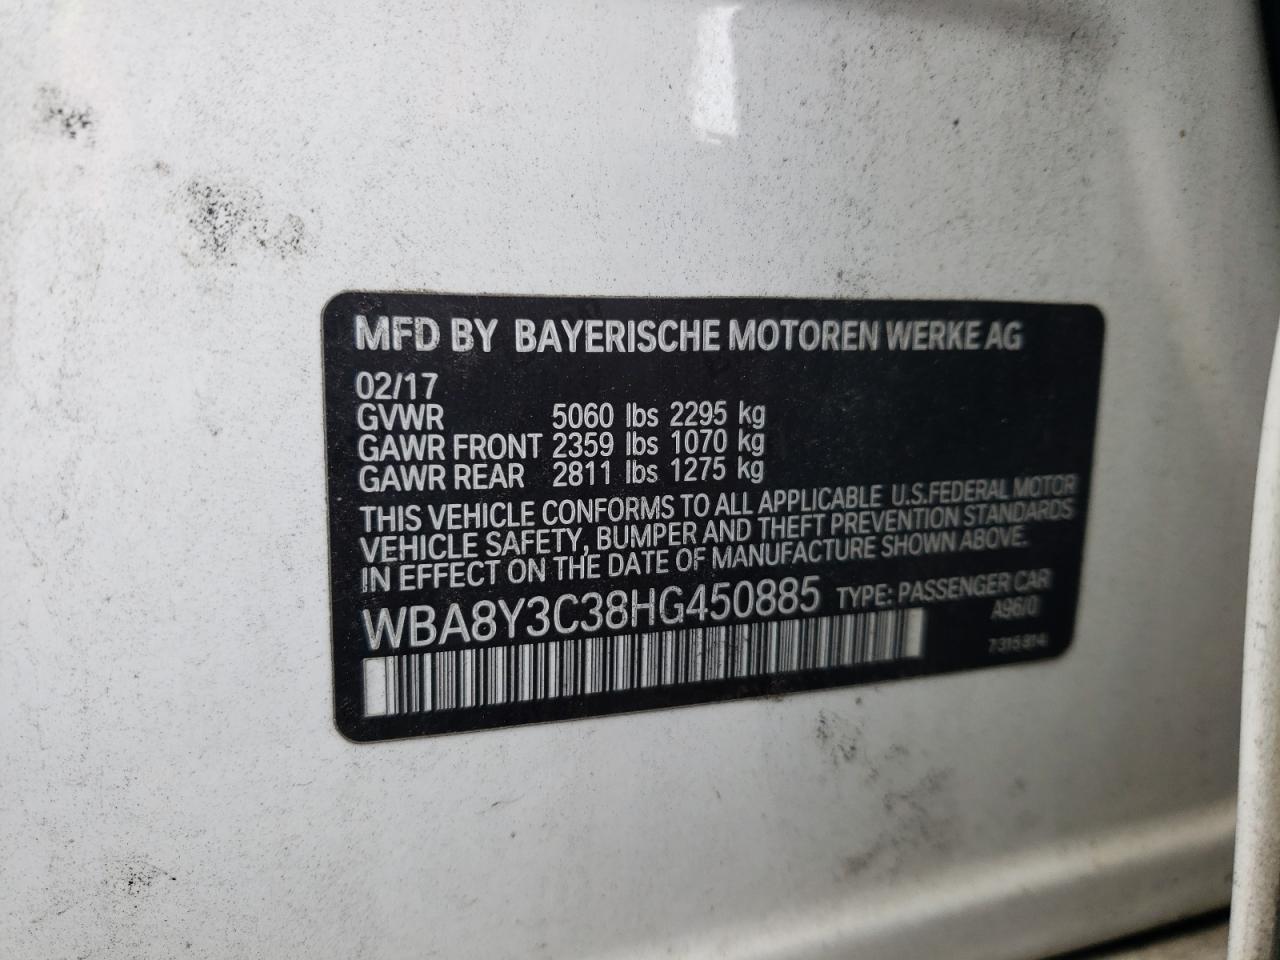 MFD BY BAYERISCHE MOTOREN WERKE AG
02/17
GVWR 5060 lbs 2295 kg
GAWR FRONT 2359 lbs 1070 kg
GAWR REAR 2811 lbs 1275 kg
THIS VEHICLE CONFORMS TO ALL APPLICABLE U.S.FEDERAL MOTOR
VEHICLE SAFETY, BUMPER AND THEFT PREVENTION STANDARDS
IN EFFECT ON THE DATE OF MANUFACTURE SHOWN ABOVE.
WBA8Y3C38HG450885 TYPE: PASSENGER CAR
A96/0